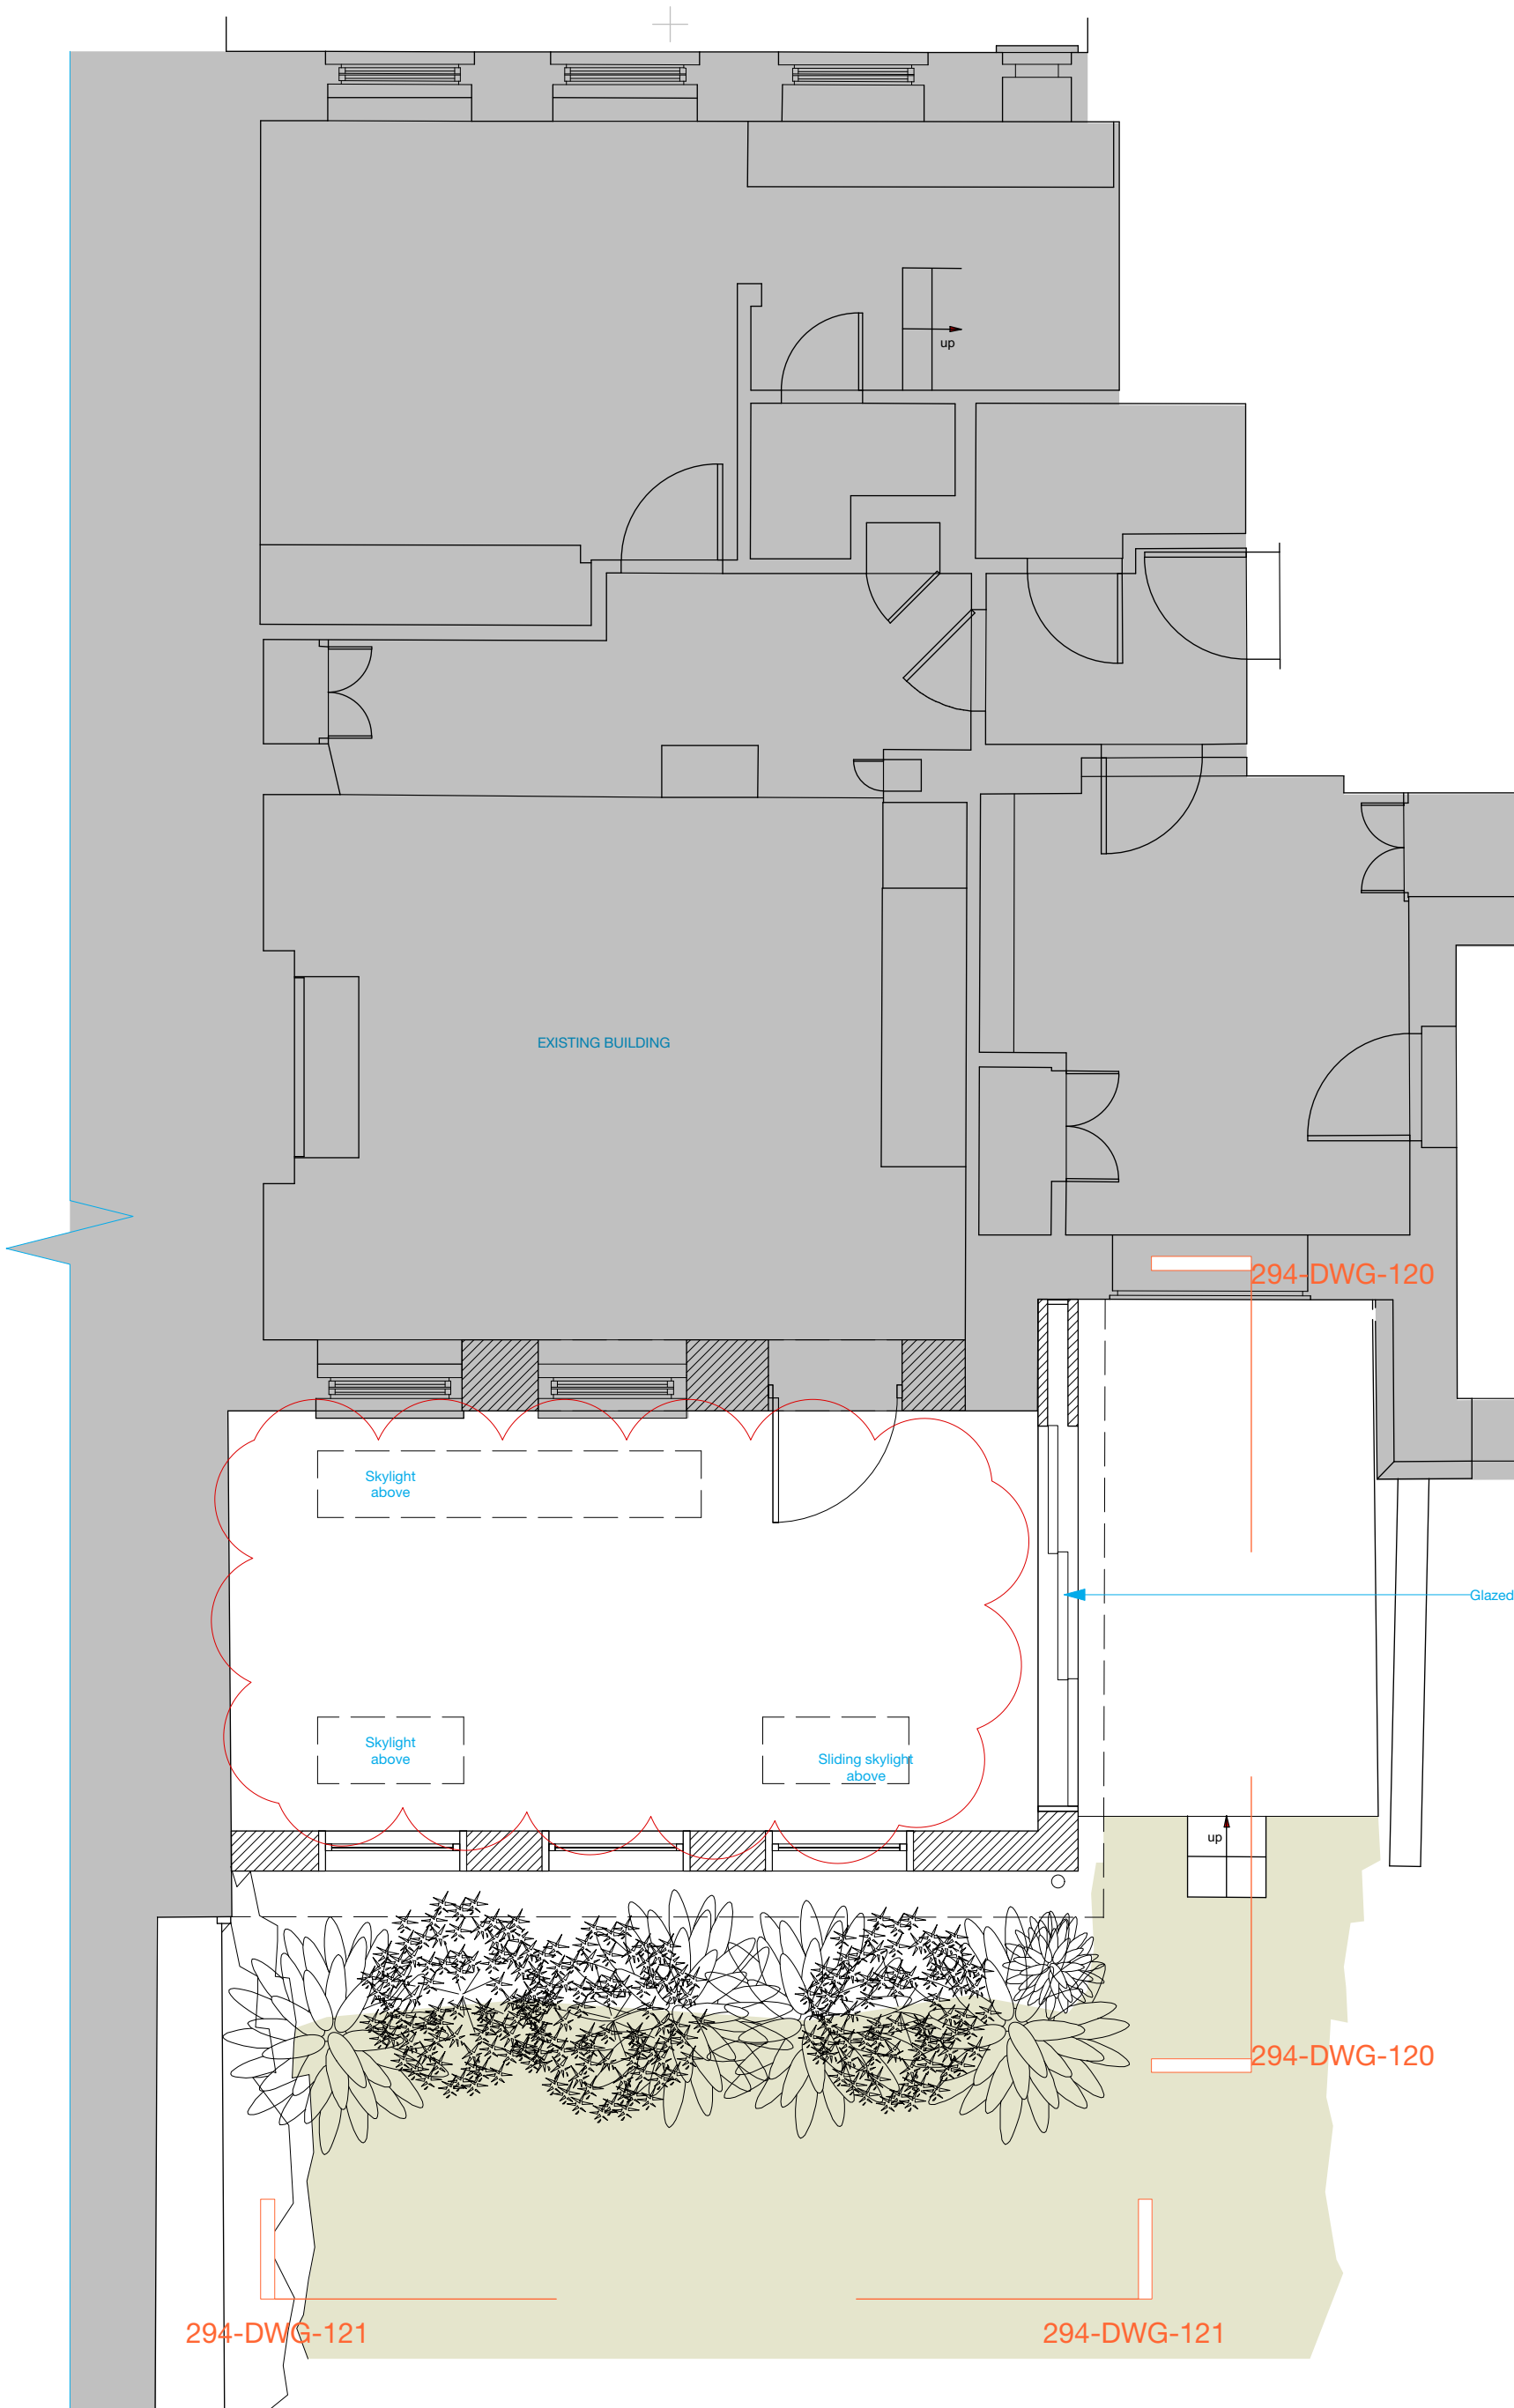 up
EXISTING BUILDING
294-DWG-120
Skylight
above
Glazed
Skylight
above
Sliding skylight
above
up
294-DWG-120
294-DWG-121
294-DWG-121